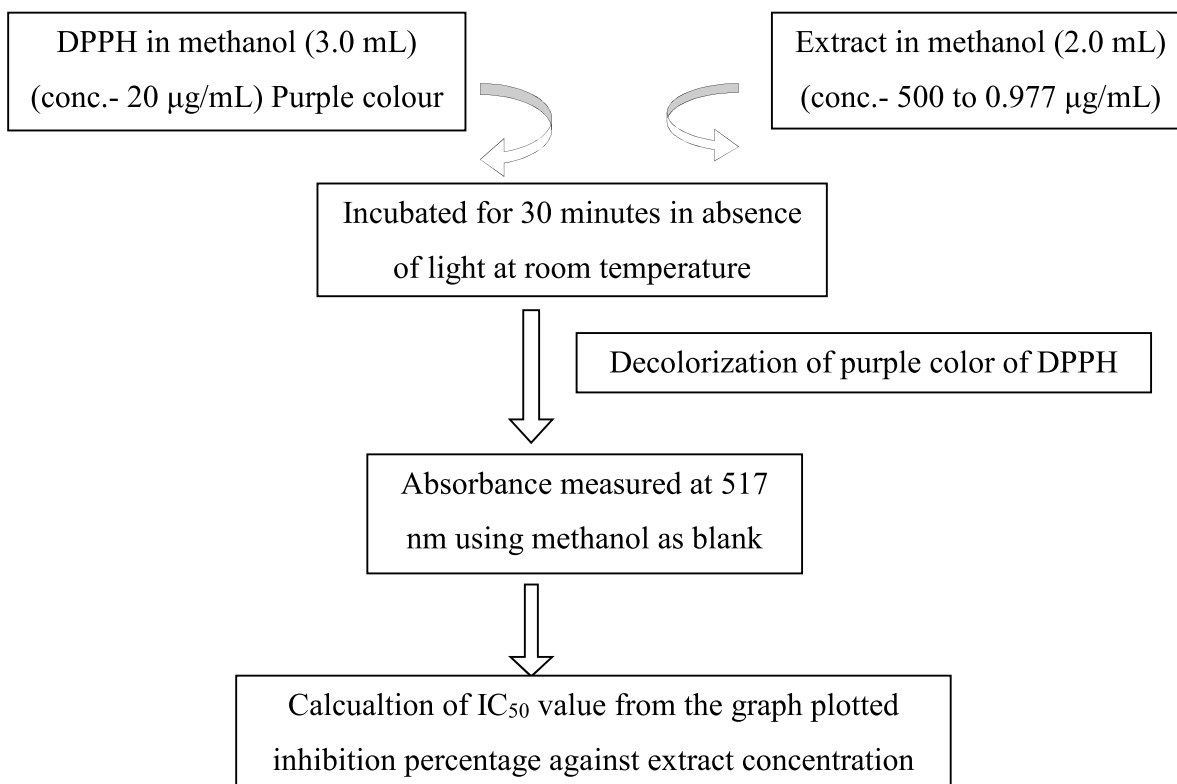 DPPH in methanol (3.0 mL)
(conc.- 20 μg/mL) Purple colour
Extract in methanol (2.0 mL)
(conc.- 500 to 0.977 μg/mL)
Incubated for 30 minutes in absence
of light at room temperature
Decolorization of purple color of DPPH
Absorbance measured at 517
nm using methanol as blank
Calcualtion of IC₅₀ value from the graph plotted
inhibition percentage against extract concentration